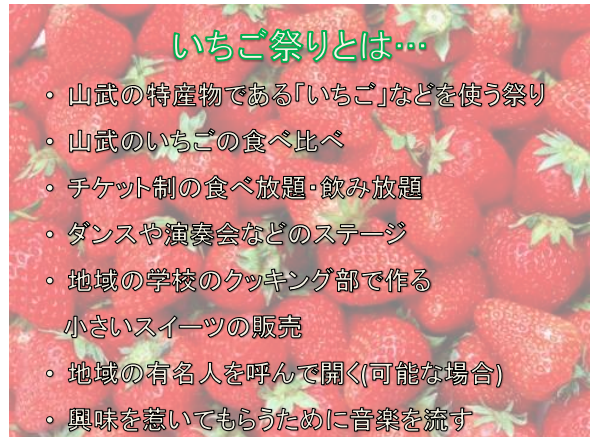 いちご祭りとは…
・ 山武の特産物である「いちご」などを使う祭り
・ 山武のいちごの食べ比べ
・ チケット制の食べ放題・飲み放題
・ ダンスや演奏会などのステージ
・ 地域の学校のクッキング部で作る
小さいスイーツの販売
・ 地域の有名人を呼んで開く(可能な場合)
・ 興味を惹いてもらうために音楽を流す